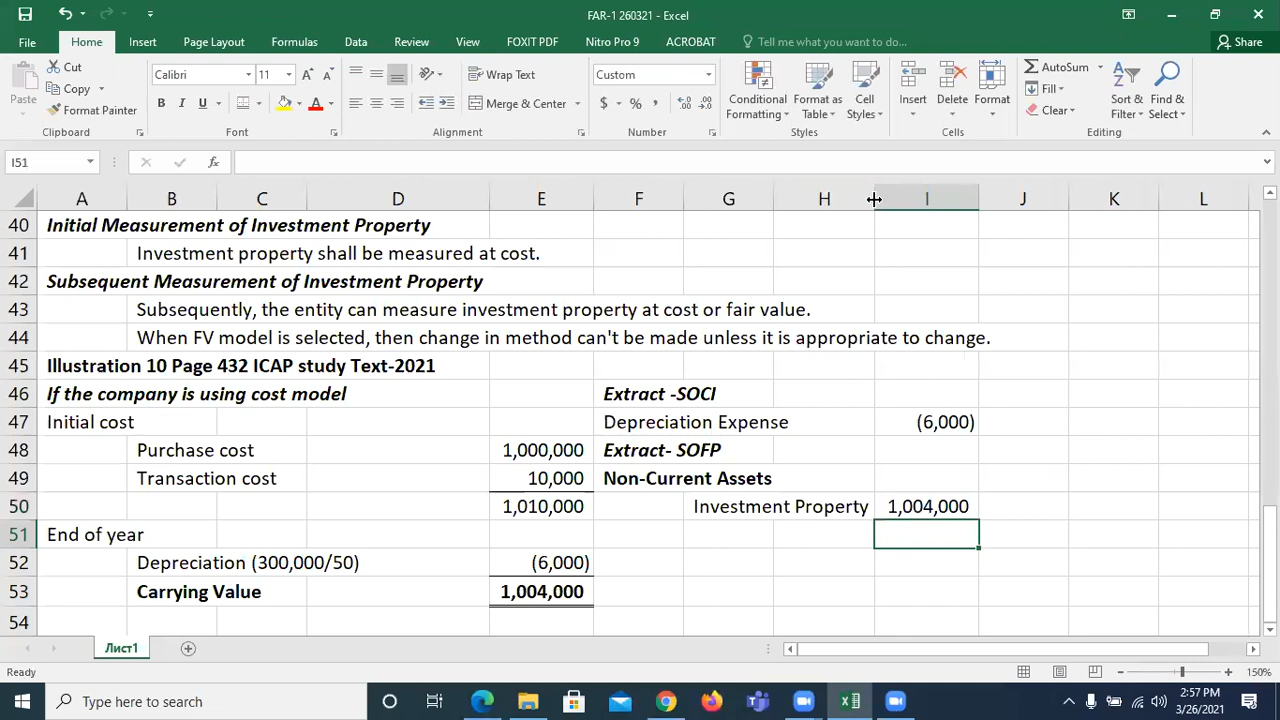 FAR-1 260321 - Excel
File Home Insert Page Layout Formulas Data Review View FOXIT PDF Nitro Pro 9 ACROBAT Tell me what you want to do... Share
Paste Cut Copy Format Painter Clipboard
Calibri 11 A A B I U A Font
Wrap Text Merge & Center Alignment
Custom $ % , Number
Conditional Formatting Format as Table Cell Styles Styles
Insert Delete Format Cells
AutoSum Fill Clear Sort & Filter Find & Select Editing
I51 fx
A B C D E F G H I J K L
40 Initial Measurement of Investment Property
41 Investment property shall be measured at cost.
42 Subsequent Measurement of Investment Property
43 Subsequently, the entity can measure investment property at cost or fair value.
44 When FV model is selected, then change in method can't be made unless it is appropriate to change.
45 Illustration 10 Page 432 ICAP study Text-2021
46 If the company is using cost model Extract -SOCI
47 Initial cost Depreciation Expense (6,000)
48 Purchase cost 1,000,000 Extract- SOFP
49 Transaction cost 10,000 Non-Current Assets
50 1,010,000 Investment Property 1,004,000
51 End of year
52 Depreciation (300,000/50) (6,000)
53 Carrying Value 1,004,000
54
Лист1
Ready 150%
Type here to search
2:57 PM
3/26/2021